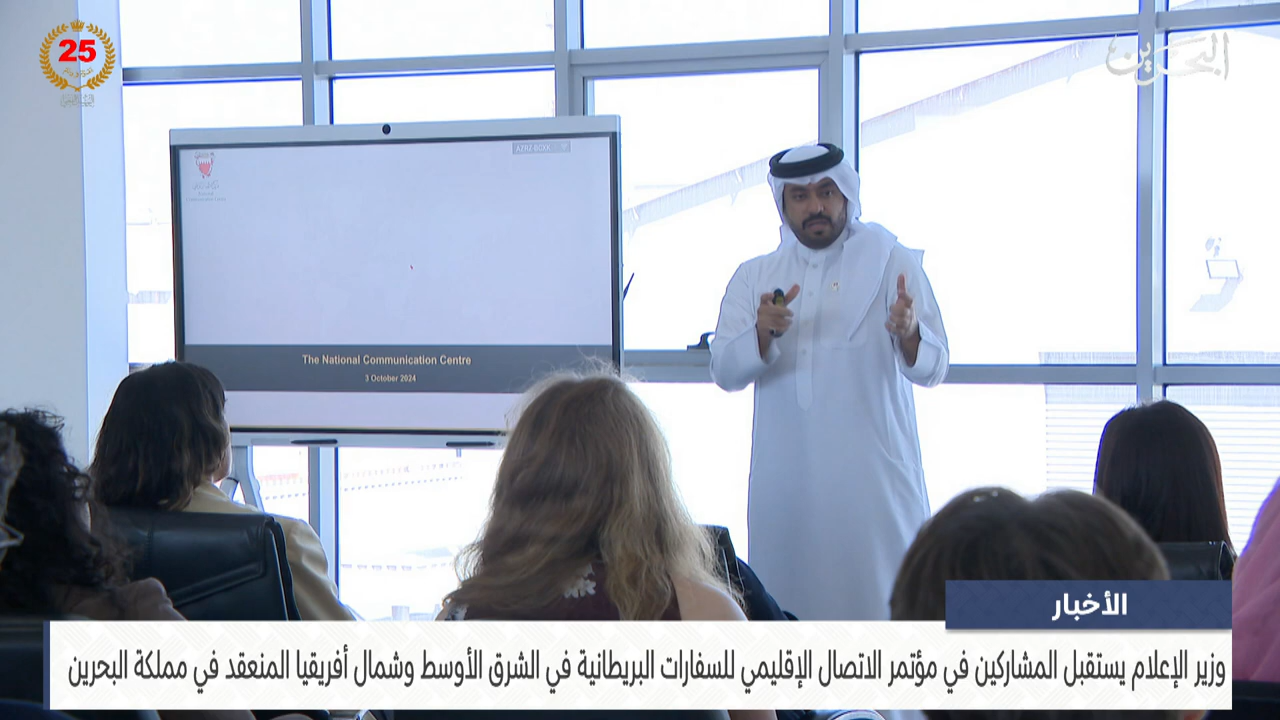 25
البحرين
AZRZ-BCXK
The National Communication Centre
3 October 2024
الأخبار
وزير الإعلام يستقبل المشاركين في مؤتمر الاتصال الإقليمي للسفارات البريطانية في الشرق الأوسط وشمال أفريقيا المنعقد في مملكة البحرين